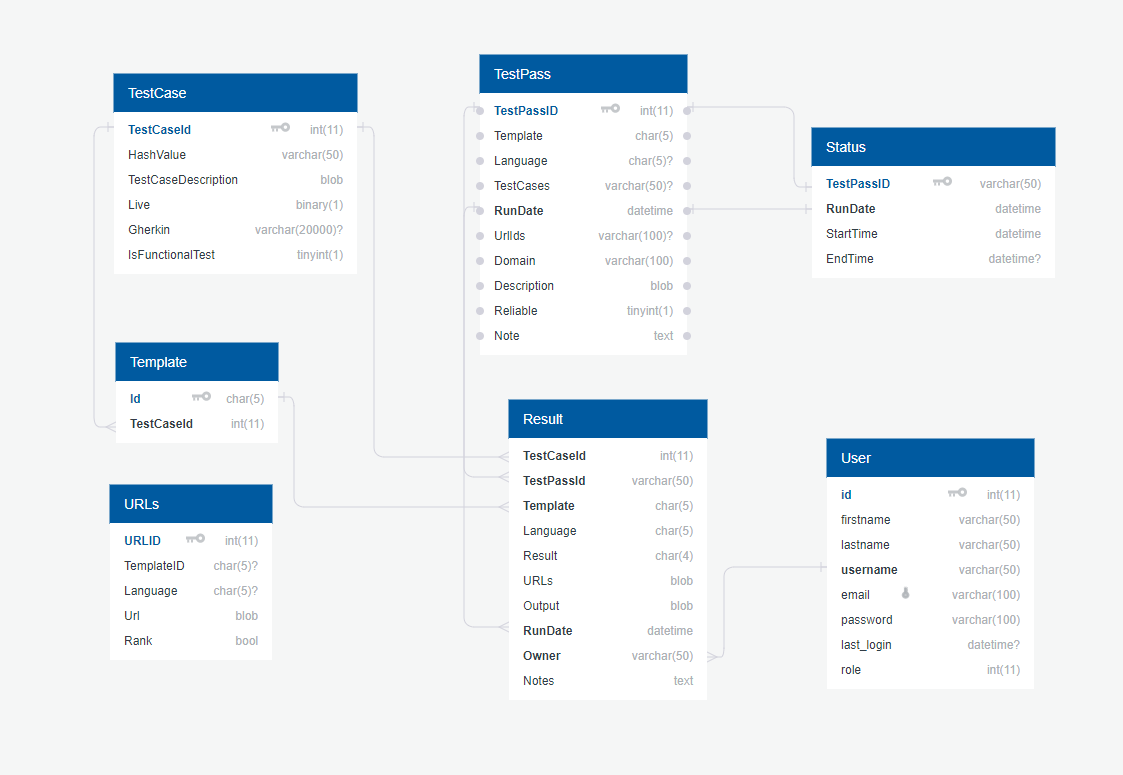 TestCase
TestCaseId int(11)
HashValue varchar(50)
TestCaseDescription blob
Live binary(1)
Gherkin varchar(20000)?
IsFunctionalTest tinyint(1)
TestPass
TestPassID int(11)
Template char(5)
Language char(5)?
TestCases varchar(50)?
RunDate datetime
UrlIds varchar(100)?
Domain varchar(100)
Description blob
Reliable tinyint(1)
Note text
Status
TestPassID varchar(50)
RunDate datetime
StartTime datetime
EndTime datetime?
Template
Id char(5)
TestCaseId int(11)
URLs
URLID int(11)
TemplateID char(5)?
Language char(5)?
Url blob
Rank bool
Result
TestCaseId int(11)
TestPassId varchar(50)
Template char(5)
Language char(5)
Result char(4)
URLs blob
Output blob
RunDate datetime
Owner varchar(50)
Notes text
User
id int(11)
firstname varchar(50)
lastname varchar(50)
username varchar(50)
email varchar(100)
password varchar(100)
last_login datetime?
role int(11)